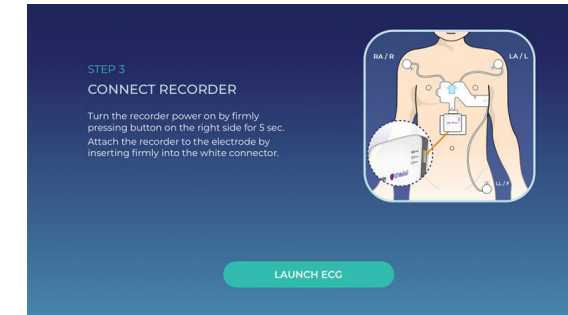 STEP 3
CONNECT RECORDER
Turn the recorder power on by firmly
pressing button on the right side for 5 sec.
Attach the recorder to the electrode by
inserting firmly into the white connector.
RA / R
LA / L
LL / F
LAUNCH ECG